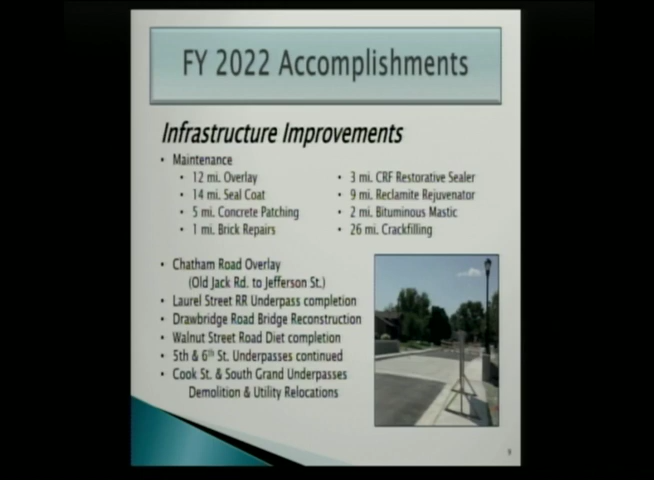 FY 2022 Accomplishments
Infrastructure Improvements
• Maintenance
• 12 mi. Overlay
• 14 mi. Seal Coat
• 5 mi. Concrete Patching
• 1 mi. Brick Repairs
• 3 mi. CRF Restorative Sealer
• 9 mi. Reclamite Rejuvenator
• 2 mi. Bituminous Mastic
• 26 mi. Crackfilling
• Chatham Road Overlay
(Old Jack Rd. to Jefferson St.)
• Laurel Street RR Underpass completion
• Drawbridge Road Bridge Reconstruction
• Walnut Street Road Diet completion
• 5th & 6th St. Underpasses continued
• Cook St. & South Grand Underpasses
Demolition & Utility Relocations